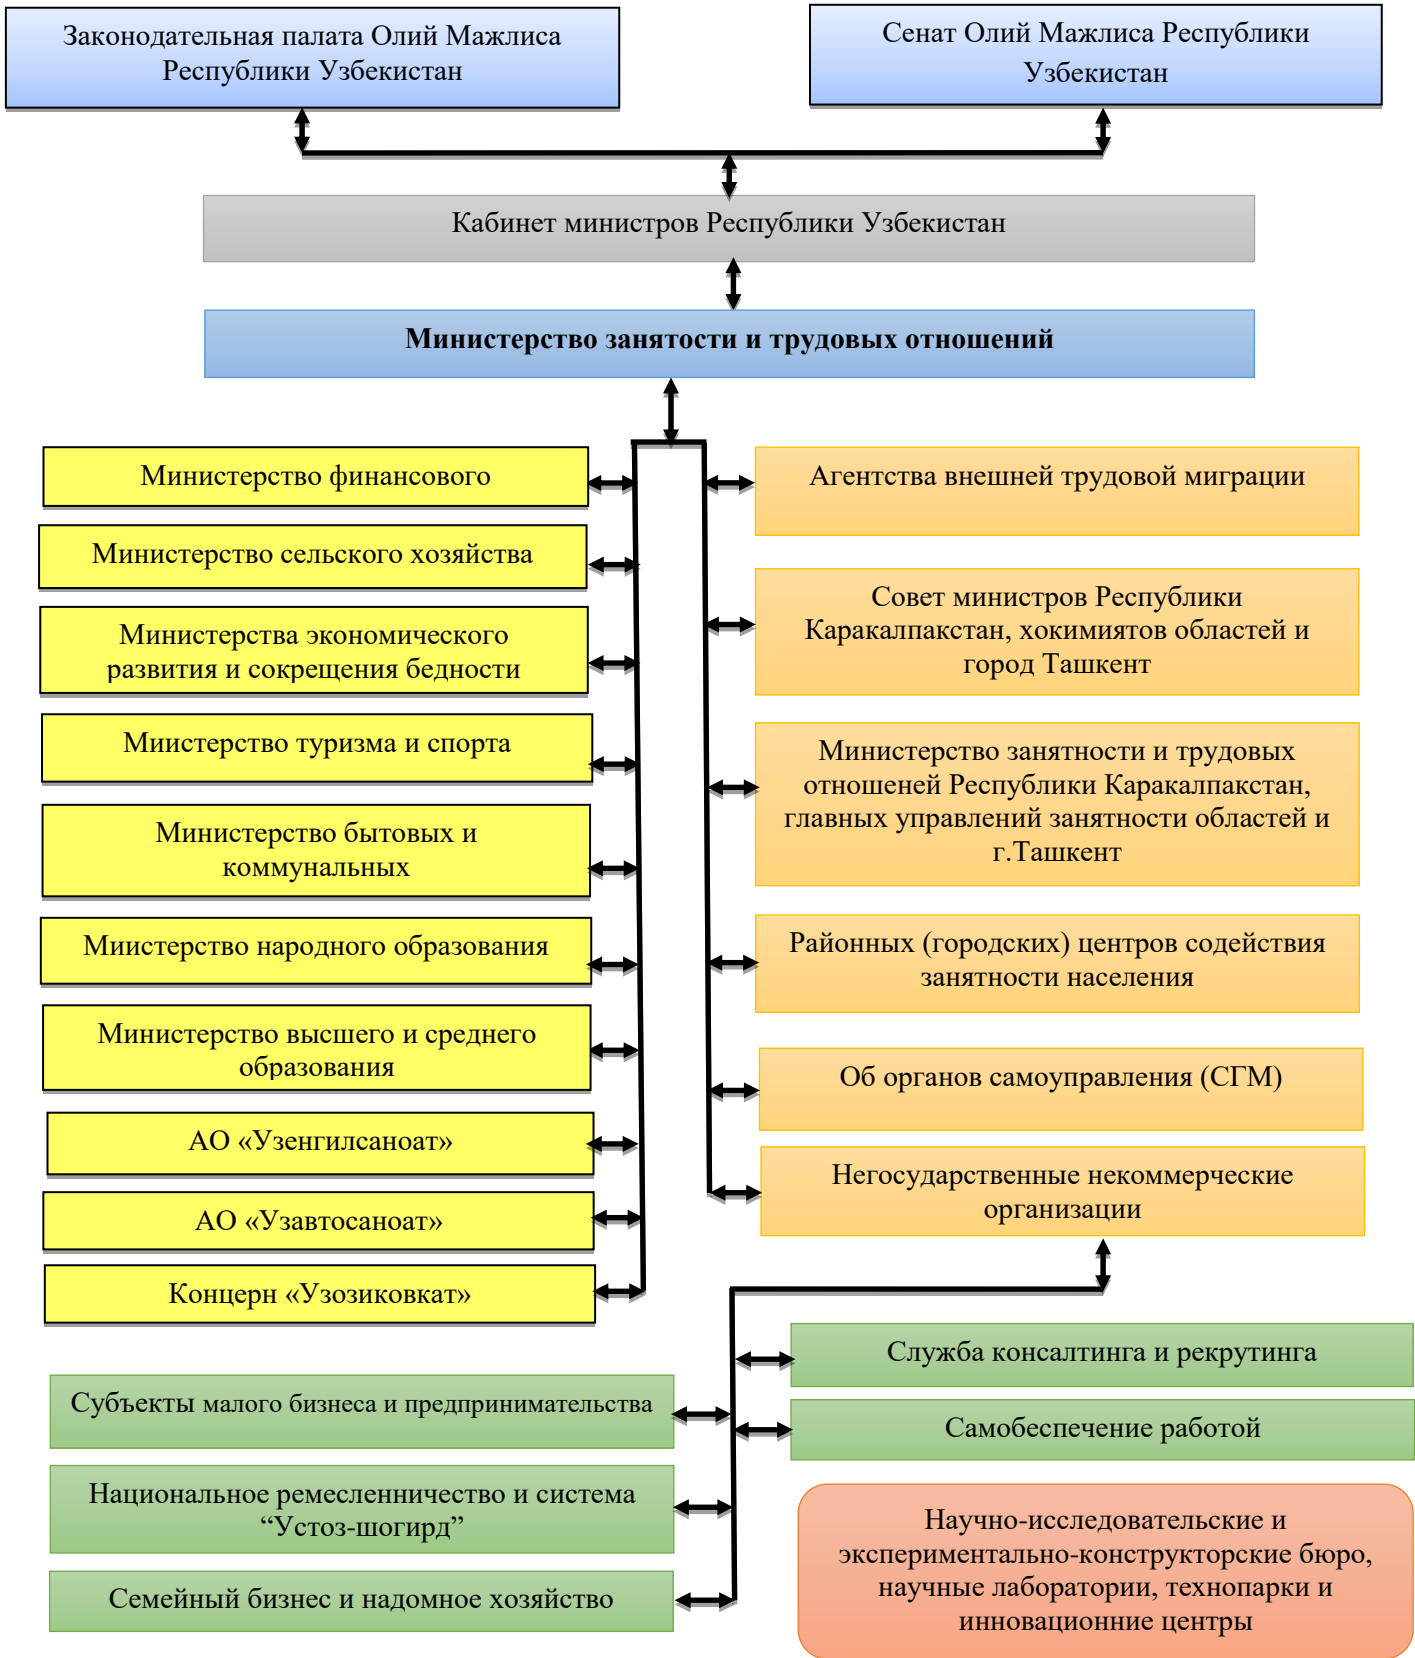 Законодательная палата Олий Мажлиса
Республики Узбекистан
Сенат Олий Мажлиса Республики
Узбекистан
Кабинет министров Республики Узбекистан
Министерство занятости и трудовых отношений
Министерство финансового
Министерство сельского хозяйства
Министерства экономического
развития и сокрещения бедности
Миистерство туризма и спорта
Министерство бытовых и
коммунальных
Миистерство народного образования
Министерство высшего и среднего
образования
АО «Узенгилсаноат»
АО «Узавтосаноат»
Концерн «Узозиковкат»
Агентства внешней трудовой миграции
Совет министров Республики
Каракалпакстан, хокимиятов областей и
город Ташкент
Министерство занятности и трудовых
отношеней Республики Каракалпакстан,
главных управлений занятности областей и
г.Ташкент
Районных (городских) центров содействия
занятности населения
Об органов самоуправления (СГМ)
Негосударственные некоммерческие
организации
Служба консалтинга и рекрутинга
Самобеспечение работой
Субъекты малого бизнеса и предпринимательства
Национальное ремесленничество и система
“Устоз-шогирд”
Семейный бизнес и надомное хозяйство
Научно-исследовательские и
экспериментально-конструкторские бюро,
научные лаборатории, технопарки и
инновационние центры